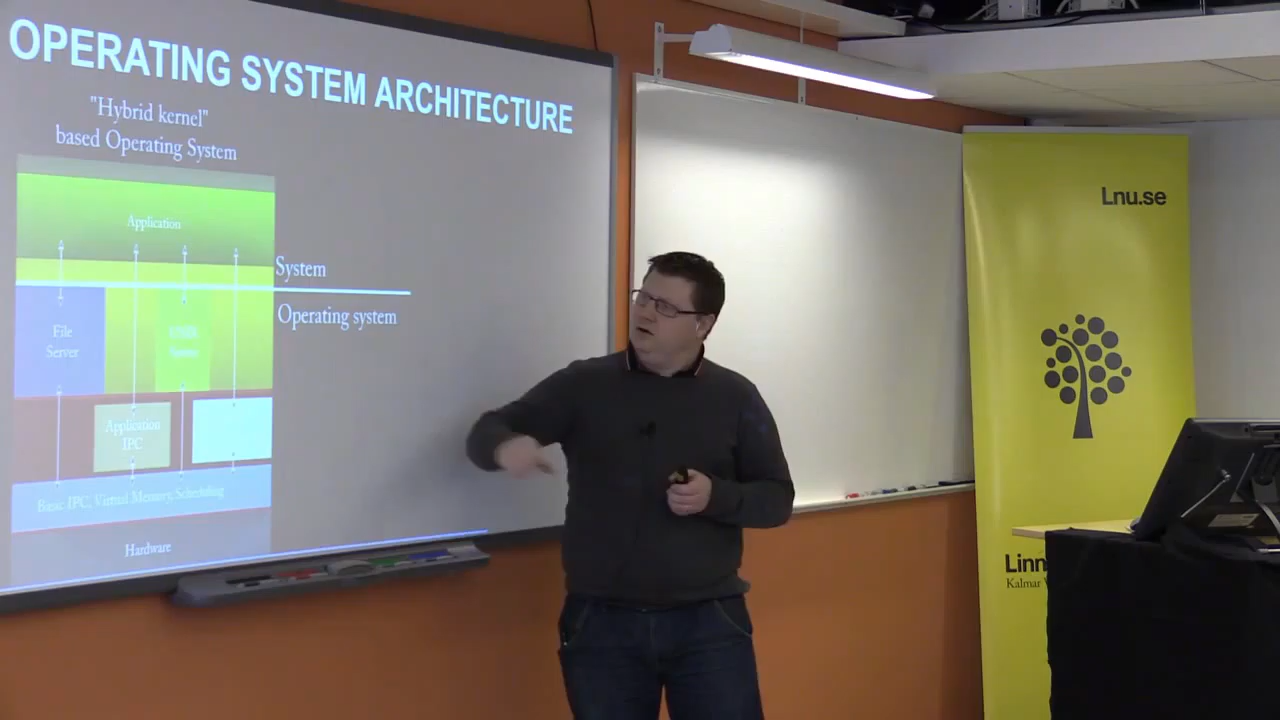 OPERATING SYSTEM ARCHITECTURE
"Hybrid kernel"
based Operating System
Application
System
Operating system
File
Server
Application
IPC
Basic IPC, Virtual Memory, Scheduling
Hardware
Lnu.se
Linn
Kalmar